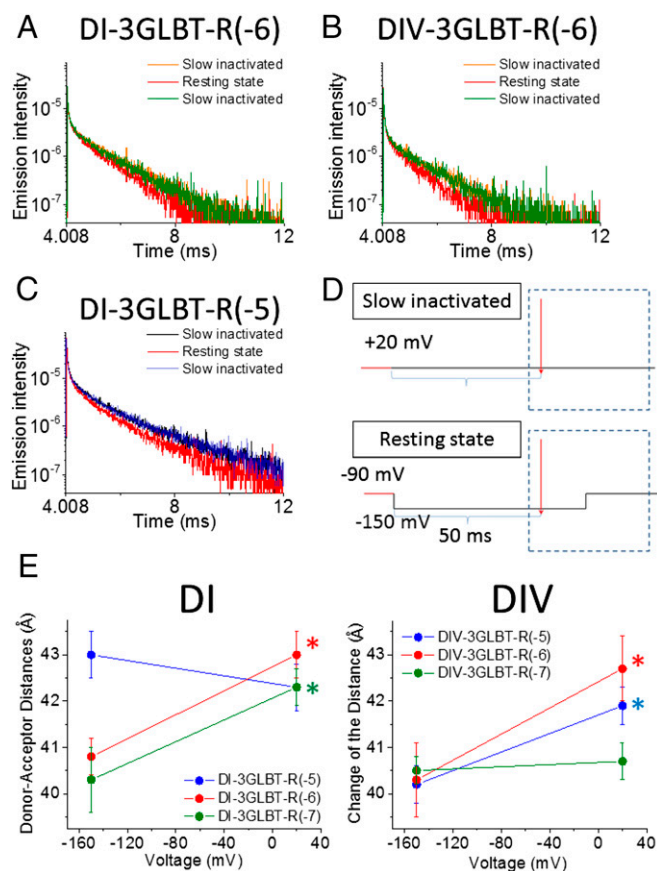 A
DI-3GLBT-R(-6)
Slow inactivated
Resting state
Slow inactivated
Emission intensity
10-5
10-6
10-7
4.008
8
12
Time (ms)
B
DIV-3GLBT-R(-6)
Slow inactivated
Resting state
Slow inactivated
Emission intensity
10-5
10-6
10-7
4.008
8
12
Time (ms)
C
DI-3GLBT-R(-5)
Slow inactivated
Resting state
Slow inactivated
Emission intensity
10-5
10-6
10-7
4.008
8
12
Time (ms)
D
Slow inactivated
+20 mV
Resting state
-90 mV
-150 mV
50 ms
E
DI
Donor-Acceptor Distances (Å)
43
42
41
40
*
*
DI-3GLBT-R(-5)
DI-3GLBT-R(-6)
DI-3GLBT-R(-7)
-160 -120 -80 -40 0 40
Voltage (mV)
DIV
Change of the Distance (Å)
43
42
41
40
DIV-3GLBT-R(-5)
DIV-3GLBT-R(-6)
DIV-3GLBT-R(-7)
*
*
-160 -120 -80 -40 0 40
Voltage (mV)